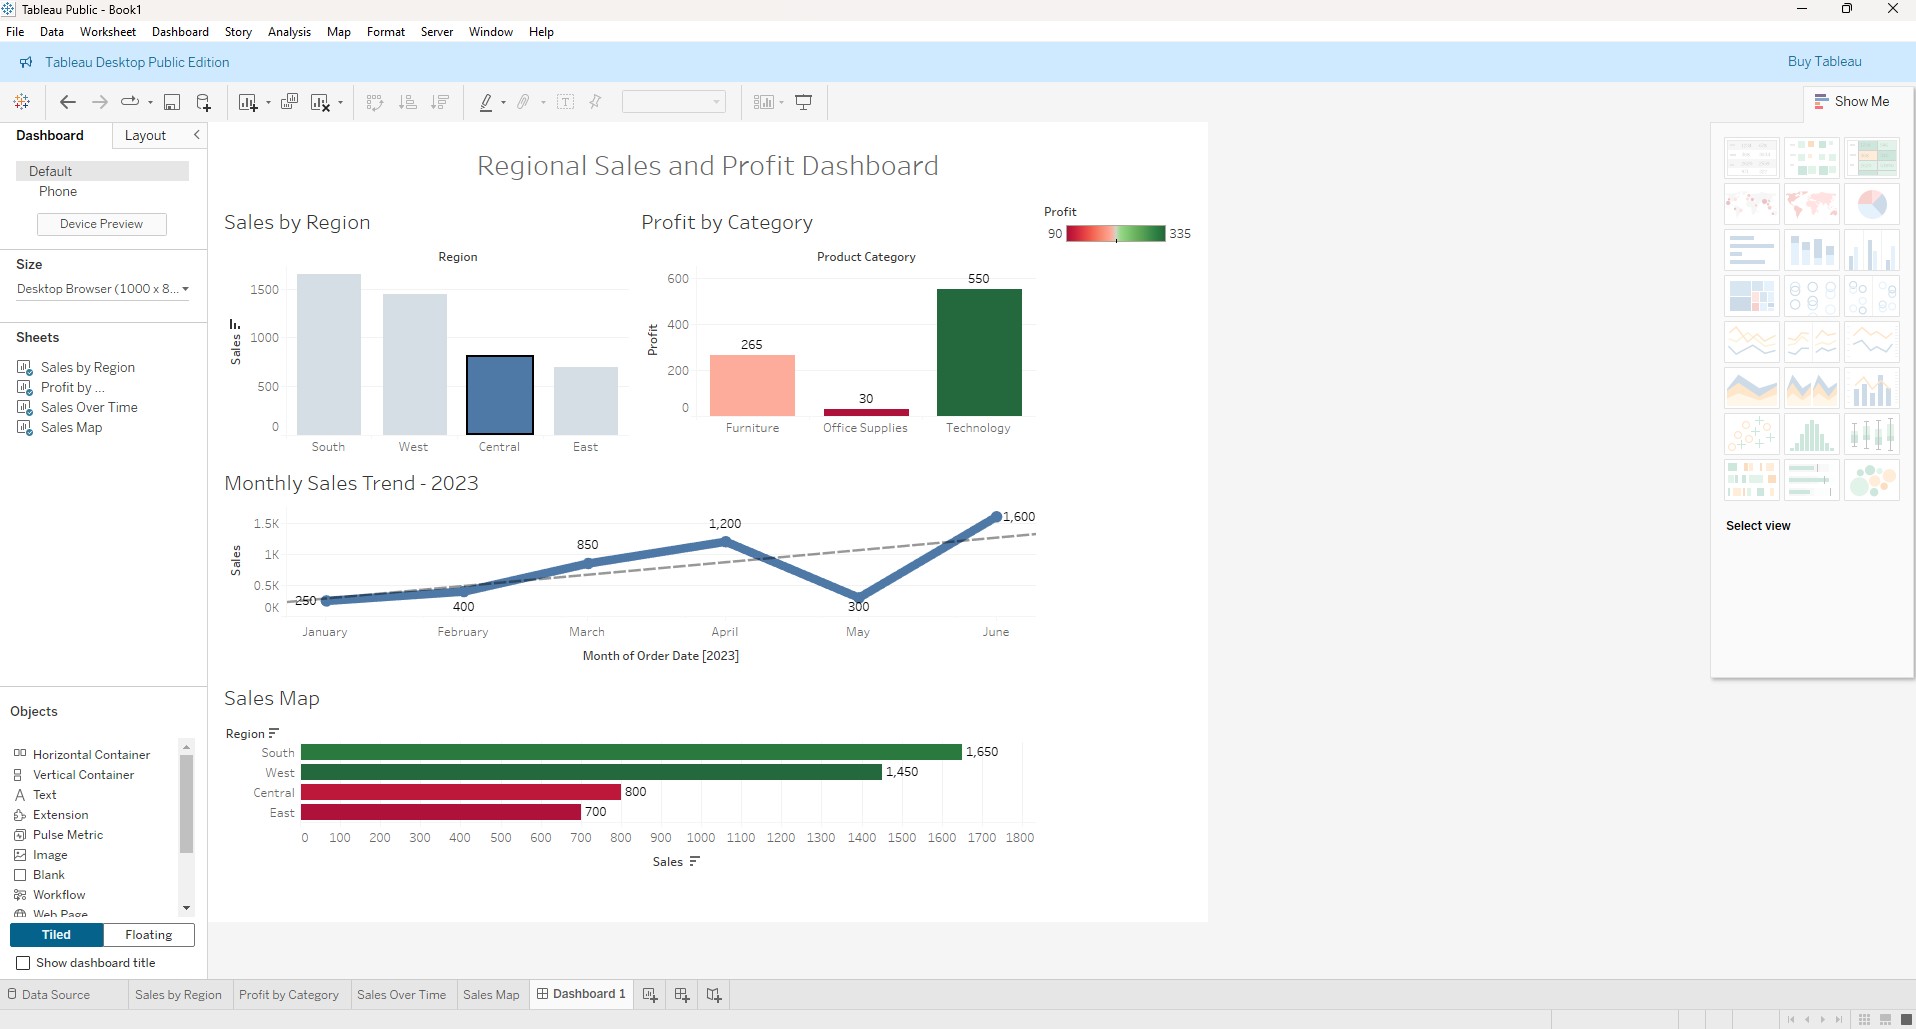 Tableau Public - Book1
File Data Worksheet Dashboard Story Analysis Map Format Server Window Help
Tableau Desktop Public Edition
Buy Tableau
Show Me
Dashboard Layout
Default
Phone
Device Preview
Size
Desktop Browser (1000 x 8...
Sheets
Sales by Region
Profit by ...
Sales Over Time
Sales Map
Objects
Horizontal Container
Vertical Container
Text
Extension
Pulse Metric
Image
Blank
Workflow
Web Page
Tiled Floating
Show dashboard title
Regional Sales and Profit Dashboard
Sales by Region
Region
Sales
1500
1000
500
0
South West Central East
Profit by Category
Product Category
Profit
600
400
200
0
265
30
550
Furniture Office Supplies Technology
Profit
90 335
Monthly Sales Trend - 2023
Sales
1.5K
1K
0.5K
0K
250
400
850
1,200
300
1,600
January February March April May June
Month of Order Date [2023]
Sales Map
Region
South 1,650
West 1,450
Central 800
East 700
0 100 200 300 400 500 600 700 800 900 1000 1100 1200 1300 1400 1500 1600 1700 1800
Sales
Select view
Data Source Sales by Region Profit by Category Sales Over Time Sales Map Dashboard 1